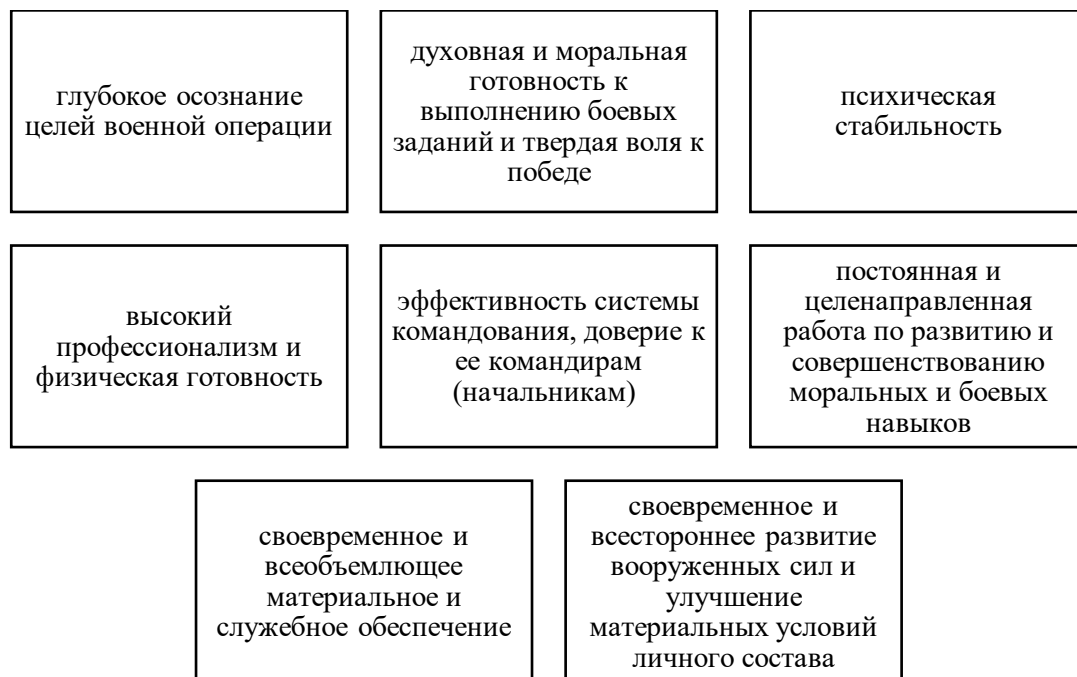 глубокое осознание
целей военной операции
духовная и моральная
готовность к
выполнению боевых
заданий и твердая воля к
победе
психическая
стабильность
высокий
профессионализм и
физическая готовность
эффективность системы
командования, доверие к
ее командирам
(начальникам)
постоянная и
целенаправленная
работа по развитию и
совершенствованию
моральных и боевых
навыков
своевременное и
всеобъемлющее
материальное и
служебное обеспечение
своевременное и
всестороннее развитие
вооруженных сил и
улучшение
материальных условий
личного состава